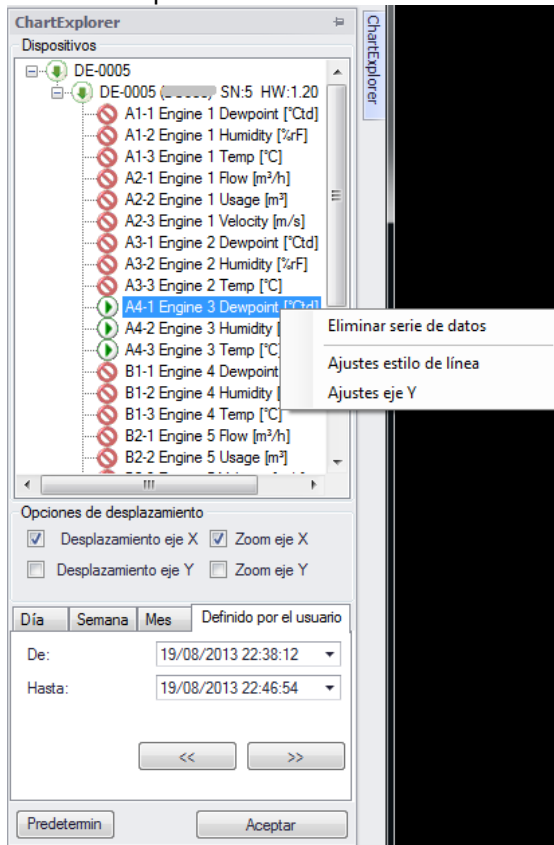 ChartExplorer
ChartExplorer
Dispositivos
DE-0005
DE-0005 ( SN:5 HW:1.20
A1-1 Engine 1 Dewpoint [°Ctd]
A1-2 Engine 1 Humidity [%rF]
A1-3 Engine 1 Temp [°C]
A2-1 Engine 1 Flow [m³/h]
A2-2 Engine 1 Usage [m³]
A2-3 Engine 1 Velocity [m/s]
A3-1 Engine 2 Dewpoint [°Ctd]
A3-2 Engine 2 Humidity [%rF]
A3-3 Engine 2 Temp [°C]
A4-1 Engine 3 Dewpoint [°Ctd]
A4-2 Engine 3 Humidity [
A4-3 Engine 3 Temp [°C]
B1-1 Engine 4 Dewpoint
B1-2 Engine 4 Humidity [
B1-3 Engine 4 Temp [°C]
B2-1 Engine 5 Flow [m³/h]
B2-2 Engine 5 Usage [m³]
Eliminar serie de datos
Ajustes estilo de línea
Ajustes eje Y
Opciones de desplazamiento
Desplazamiento eje X Zoom eje X
Desplazamiento eje Y Zoom eje Y
Día Semana Mes Definido por el usuario
De: 19/08/2013 22:38:12
Hasta: 19/08/2013 22:46:54
<< >>
Predetermin Aceptar